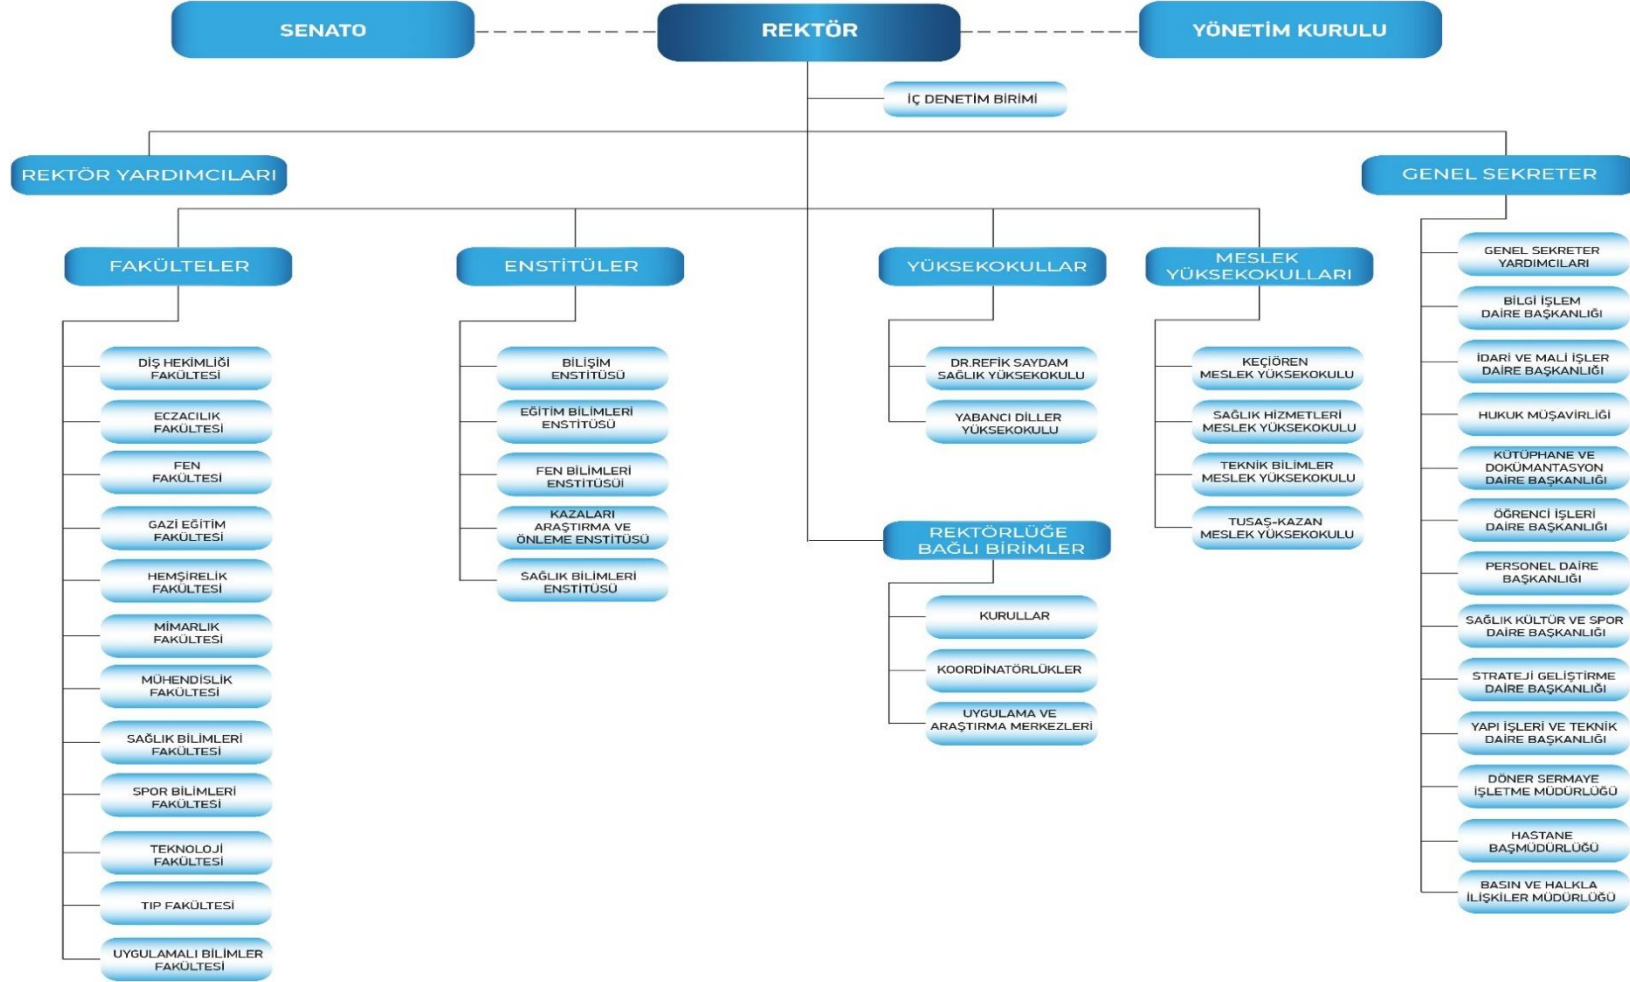 SENATO
REKTÖR
YÖNETİM KURULU
İÇ DENETİM BİRİMİ
REKTÖR YARDIMCILARI
GENEL SEKRETER
FAKÜLTELER
DİŞ HEKİMLİĞİ
FAKÜLTESİ
ECZACILIK
FAKÜLTESİ
FEN
FAKÜLTESİ
GAZİ EĞİTİM
FAKÜLTESİ
HEMŞİRELİK
FAKÜLTESİ
MİMARLIK
FAKÜLTESİ
MÜHENDİSLİK
FAKÜLTESİ
SAĞLIK BİLİMLERİ
FAKÜLTESİ
SPOR BİLİMLERİ
FAKÜLTESİ
TEKNOLOJİ
FAKÜLTESİ
TIP FAKÜLTESİ
UYGULAMALI BİLİMLER
FAKÜLTESİ
ENSTİTÜLER
BİLİŞİM
ENSTİTÜSÜ
EĞİTİM BİLİMLERİ
ENSTİTÜSÜ
FEN BİLİMLERİ
ENSTİTÜSÜİ
KAZALARI
ARAŞTIRMA VE
ÖNLEME ENSTİTÜSÜ
SAĞLIK BİLİMLERİ
ENSTİTÜSÜ
YÜKSEKOKULLAR
DR.REFİK SAYDAM
SAĞLIK YÜKSEKOKULU
YABANCI DİLLER
YÜKSEKOKULU
REKTÖRLÜĞE
BAĞLI BİRİMLER
KURULLAR
KOORDİNATÖRLÜKLER
UYGULAMA VE
ARAŞTIRMA MERKEZLERİ
MESLEK
YÜKSEKOKULLARI
KEÇİÖREN
MESLEK YÜKSEKOKULU
SAĞLIK HİZMETLERİ
MESLEK YÜKSEKOKULU
TEKNİK BİLİMLER
MESLEK YÜKSEKOKULU
TUSAŞ-KAZAN
MESLEK YÜKSEKOKULU
GENEL SEKRETER
YARDIMCILARI
BİLGİ İŞLEM
DAİRE BAŞKANLIĞI
İDARİ VE MALİ İŞLER
DAİRE BAŞKANLIĞI
HUKUK MÜŞAVİRLİĞİ
KÜTÜPHANE VE
DOKÜMANTASYON
DAİRE BAŞKANLIĞI
ÖĞRENCİ İŞLERİ
DAİRE BAŞKANLIĞI
PERSONEL DAİRE
BAŞKANLIĞI
SAĞLIK KÜLTÜR VE SPOR
DAİRE BAŞKANLIĞI
STRATEJİ GELİŞTİRME
DAİRE BAŞKANLIĞI
YAPI İŞLERİ VE TEKNİK
DAİRE BAŞKANLIĞI
DÖNER SERMAYE
İŞLETME MÜDÜRLÜĞÜ
HASTANE
BAŞMÜDÜRLÜĞÜ
BASIN VE HALKLA
İLİŞKİLER MÜDÜRLÜĞÜ